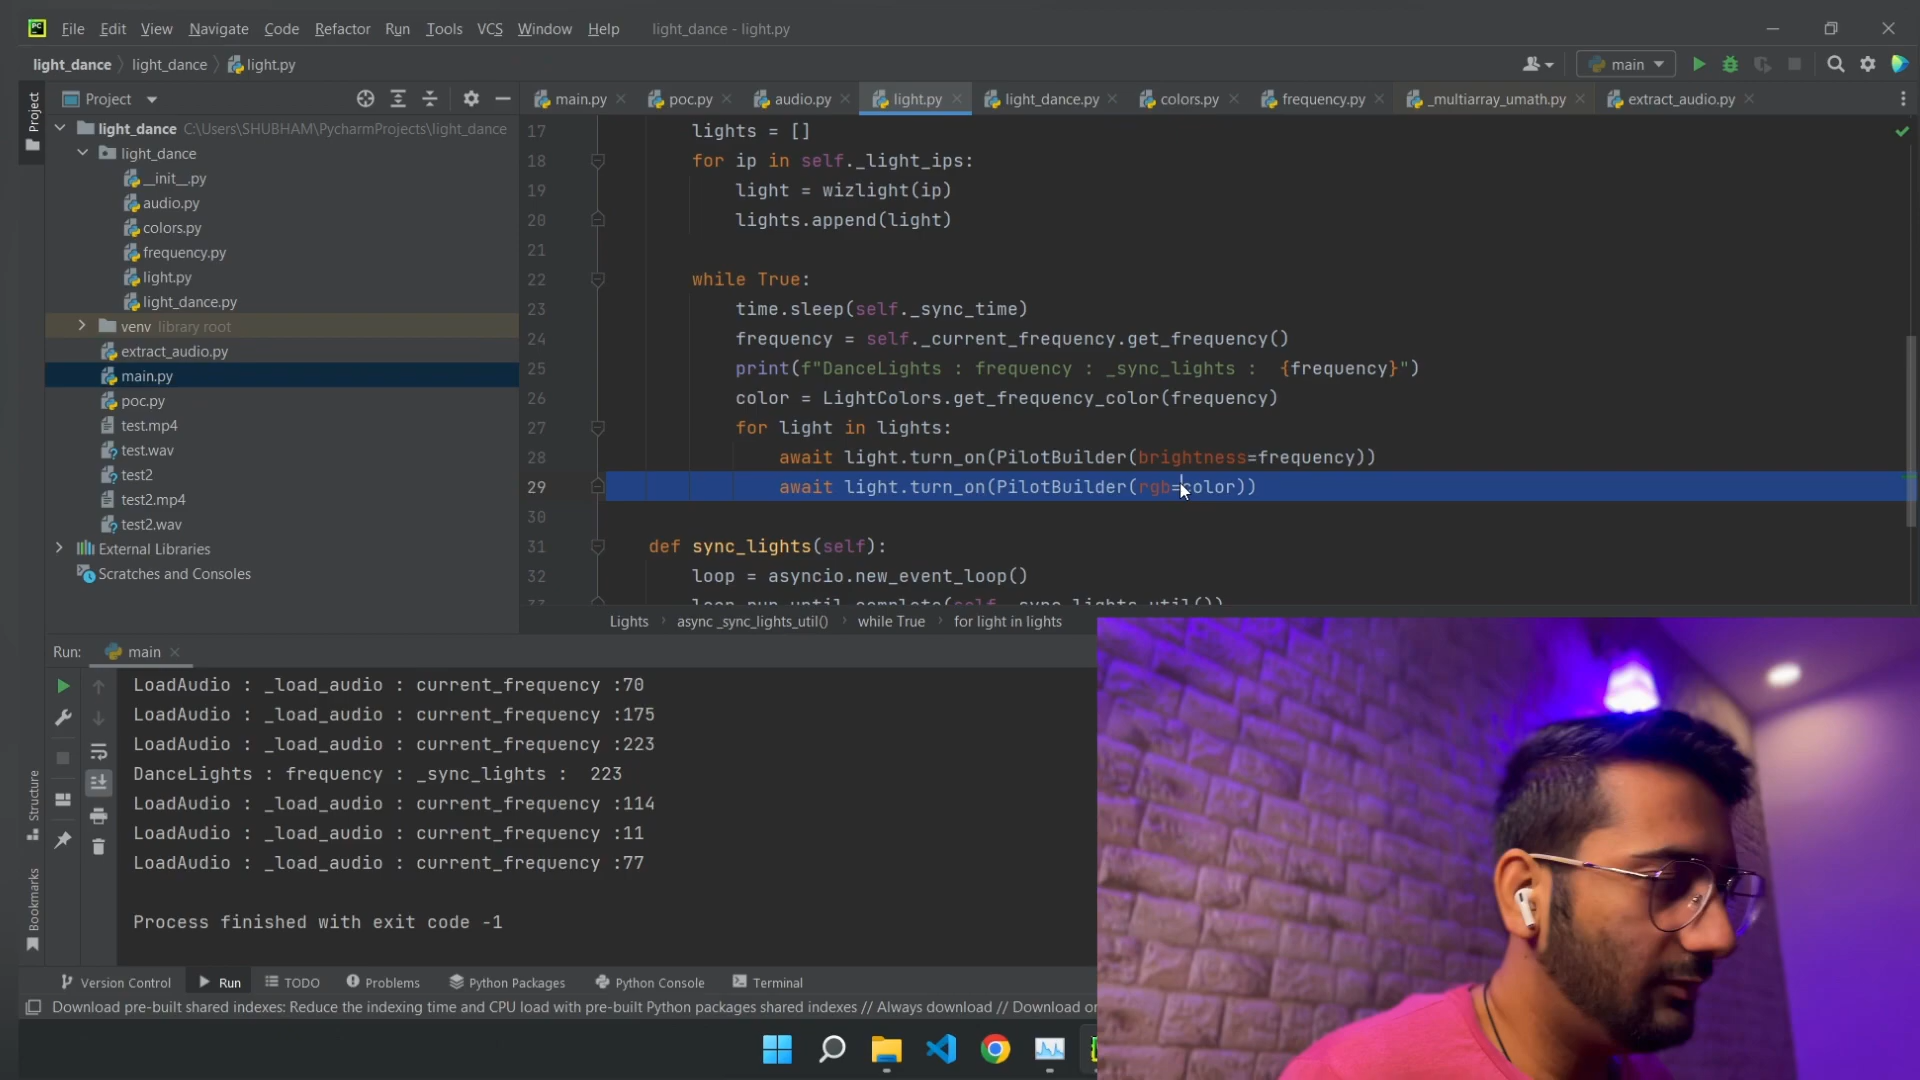 PC File Edit View Navigate Code Refactor Run Tools VCS Window Help light_dance - light.py
light_dance light_dance light.py main
Project main.py poc.py audio.py light.py light_dance.py colors.py frequency.py _multiarray_umath.py extract_audio.py
Project
light_dance C:\Users\SHUBHAM\PycharmProjects\light_dance
light_dance
__init__.py
audio.py
colors.py
frequency.py
light.py
light_dance.py
venv library root
extract_audio.py
main.py
poc.py
test.mp4
test.wav
test2
test2.mp4
test2.wav
External Libraries
Scratches and Consoles
17 lights = []
18 for ip in self._light_ips:
19 light = wizlight(ip)
20 lights.append(light)
21
22 while True:
23 time.sleep(self._sync_time)
24 frequency = self._current_frequency.get_frequency()
25 print(f"DanceLights : frequency : _sync_lights :  {frequency}")
26 color = LightColors.get_frequency_color(frequency)
27 for light in lights:
28 await light.turn_on(PilotBuilder(brightness=frequency))
29 await light.turn_on(PilotBuilder(rgb=color))
30
31 def sync_lights(self):
32 loop = asyncio.new_event_loop()
loop.run_until_complete(self._sync_lights_util())
Lights async _sync_lights_util() while True for light in lights
Run: main
LoadAudio : _load_audio : current_frequency :70
LoadAudio : _load_audio : current_frequency :175
LoadAudio : _load_audio : current_frequency :223
DanceLights : frequency : _sync_lights :  223
LoadAudio : _load_audio : current_frequency :114
LoadAudio : _load_audio : current_frequency :11
LoadAudio : _load_audio : current_frequency :77
Process finished with exit code -1
Structure
Bookmarks
Version Control Run TODO Problems Python Packages Python Console Terminal
Download pre-built shared indexes: Reduce the indexing time and CPU load with pre-built Python packages shared indexes // Always download // Download